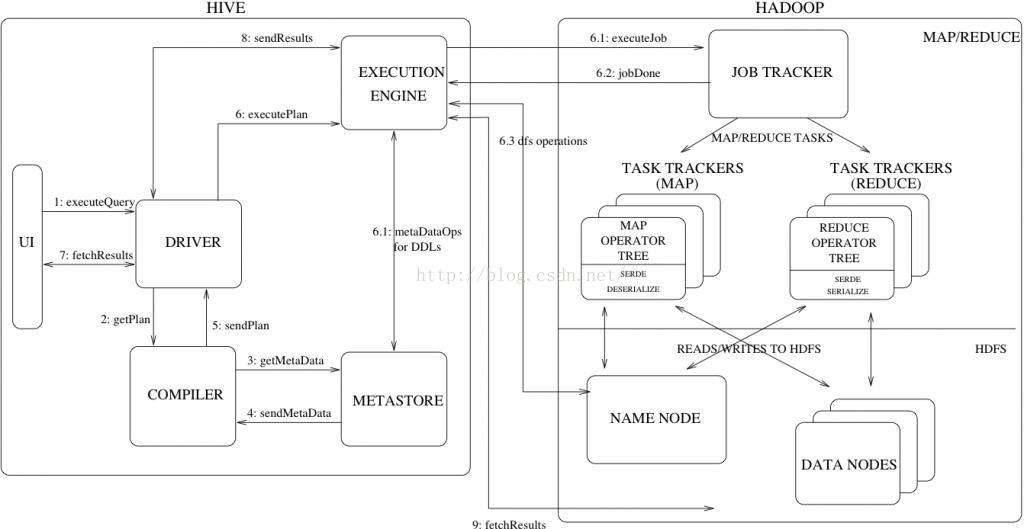 HIVE
HADOOP
8: sendResults
6.1: executeJob
MAP/REDUCE
EXECUTION
ENGINE
6.2: jobDone
JOB TRACKER
6: executePlan
6.3 dfs operations
MAP/REDUCE TASKS
TASK TRACKERS
(MAP)
TASK TRACKERS
(REDUCE)
1: executeQuery
UI
DRIVER
7: fetchResults
6.1: metaDataOps
for DDLs
MAP
OPERATOR
TREE
SERDE
DESERIALIZE
REDUCE
OPERATOR
TREE
SERDE
SERIALIZE
http://blog.csdn.net/
2: getPlan
5: sendPlan
READS/WRITES TO HDFS
HDFS
3: getMetaData
COMPILER
METASTORE
4: sendMetaData
NAME NODE
DATA NODES
9: fetchResults